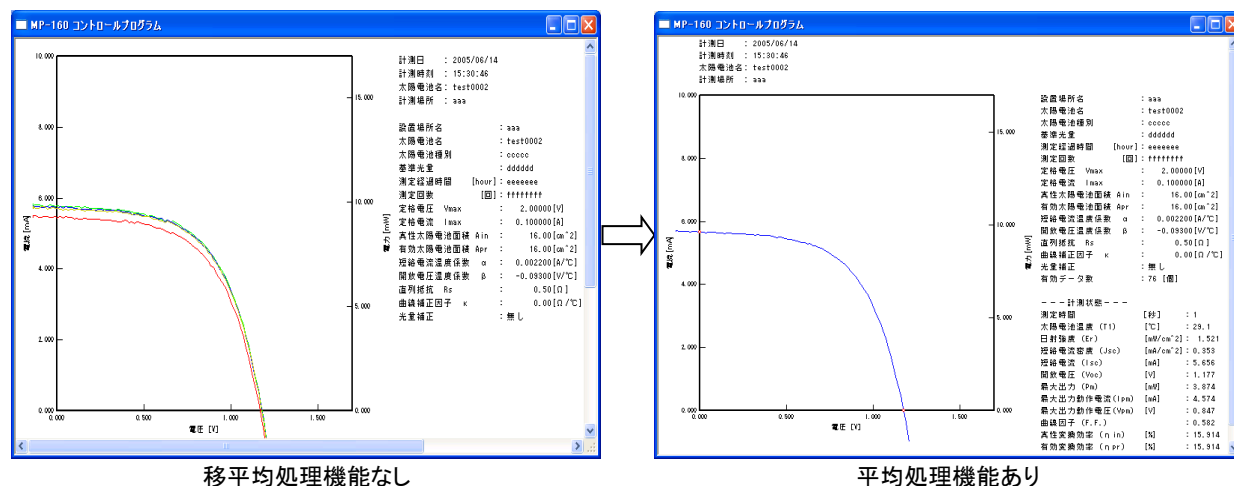 MP-160 コントロールプログラム
計測日 : 2005/06/14
計測時刻 : 15:30:46
太陽電池名: test0002
計測場所 : aaa
設置場所名 : aaa
太陽電池名 : test0002
太陽電池種別 : ccccc
基準光量 : dddddd
測定経過時間 [hour] : eeeeeee
測定回数 [回] : ffffffff
定格電圧 Vmax : 2.00000[V]
定格電流 Imax : 0.100000[A]
真性太陽電池面積 Ain : 16.00[cm^2]
有効太陽電池面積 Apr : 16.00[cm^2]
短絡電流温度係数 α : 0.002200[A/℃]
開放電圧温度係数 β : -0.09300[V/℃]
直列抵抗 Rs : 0.50[Ω]
曲線補正因子 κ : 0.00[Ω/℃]
光量補正 : 無し
10.000
8.000
6.000
4.000
2.000
0.000
電流 [mA]
15.000
10.000
5.000
0.000
電力 [mW]
0.000 0.500 1.000 1.500
電圧 [V]
移平均処理機能なし
MP-160 コントロールプログラム
計測日 : 2005/06/14
計測時刻 : 15:30:46
太陽電池名: test0002
計測場所 : aaa
10.000
8.000
6.000
4.000
2.000
0.000
電流 [mA]
15.000
10.000
5.000
0.000
電力 [mW]
0.000 0.500 1.000 1.500
電圧 [V]
設置場所名 : aaa
太陽電池名 : test0002
太陽電池種別 : ccccc
基準光量 : dddddd
測定経過時間 [hour] : eeeeeee
測定回数 [回] : ffffffff
定格電圧 Vmax : 2.00000[V]
定格電流 Imax : 0.100000[A]
真性太陽電池面積 Ain : 16.00[cm^2]
有効太陽電池面積 Apr : 16.00[cm^2]
短絡電流温度係数 α : 0.002200[A/℃]
開放電圧温度係数 β : -0.09300[V/℃]
直列抵抗 Rs : 0.50[Ω]
曲線補正因子 κ : 0.00[Ω/℃]
光量補正 : 無し
有効データ数 : 76 [個]
---計測状態---
測定時間 [秒] : 1
太陽電池温度 (T1) [℃] : 29.1
日射強度 (Er) [mW/cm^2] : 1.521
短絡電流密度 (Jsc) [mA/cm^2] : 0.353
短絡電流 (Isc) [mA] : 5.656
開放電圧 (Voc) [V] : 1.177
最大出力 (Pm) [mW] : 3.874
最大出力動作電流(Ipm) [mA] : 4.574
最大出力動作電圧(Vpm) [V] : 0.847
曲線因子 (F.F.) : 0.582
真性変換効率 (ηin) [%] : 15.914
有効変換効率 (ηpr) [%] : 15.914
平均処理機能あり